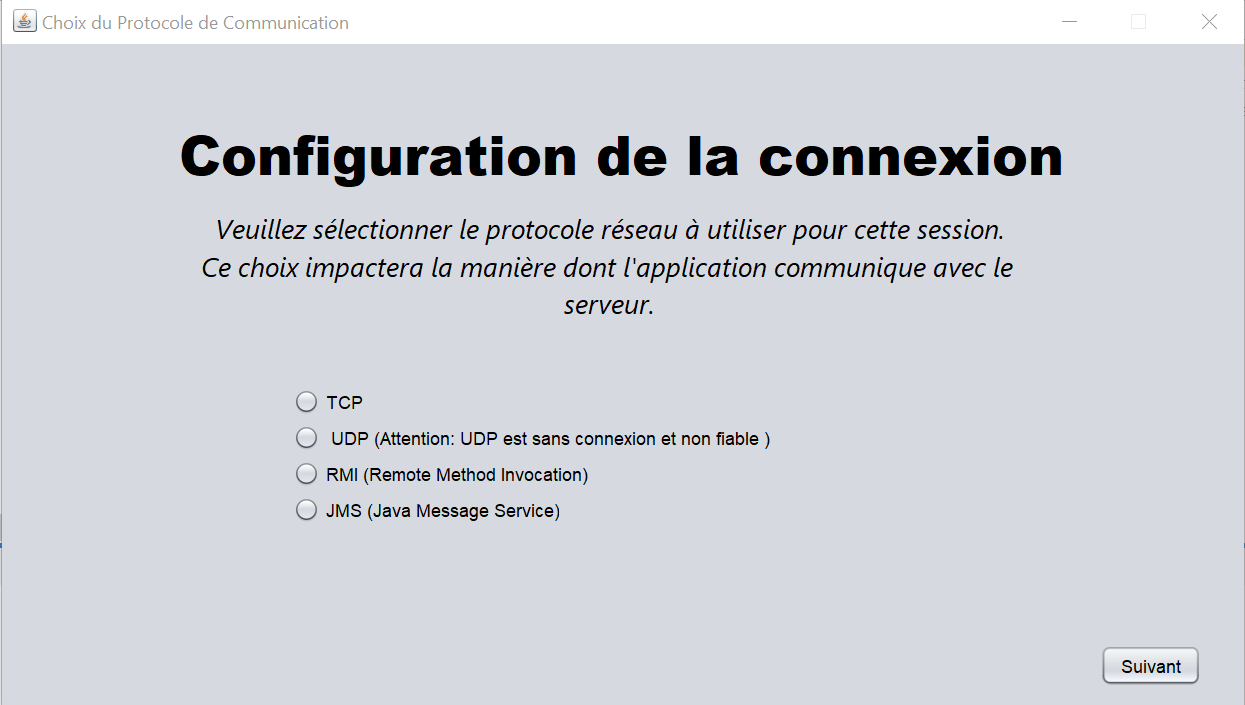 Choix du Protocole de Communication
Configuration de la connexion
Veuillez sélectionner le protocole réseau à utiliser pour cette session.
Ce choix impactera la manière dont l'application communique avec le
serveur.
TCP
UDP (Attention: UDP est sans connexion et non fiable )
RMI (Remote Method Invocation)
JMS (Java Message Service)
Suivant